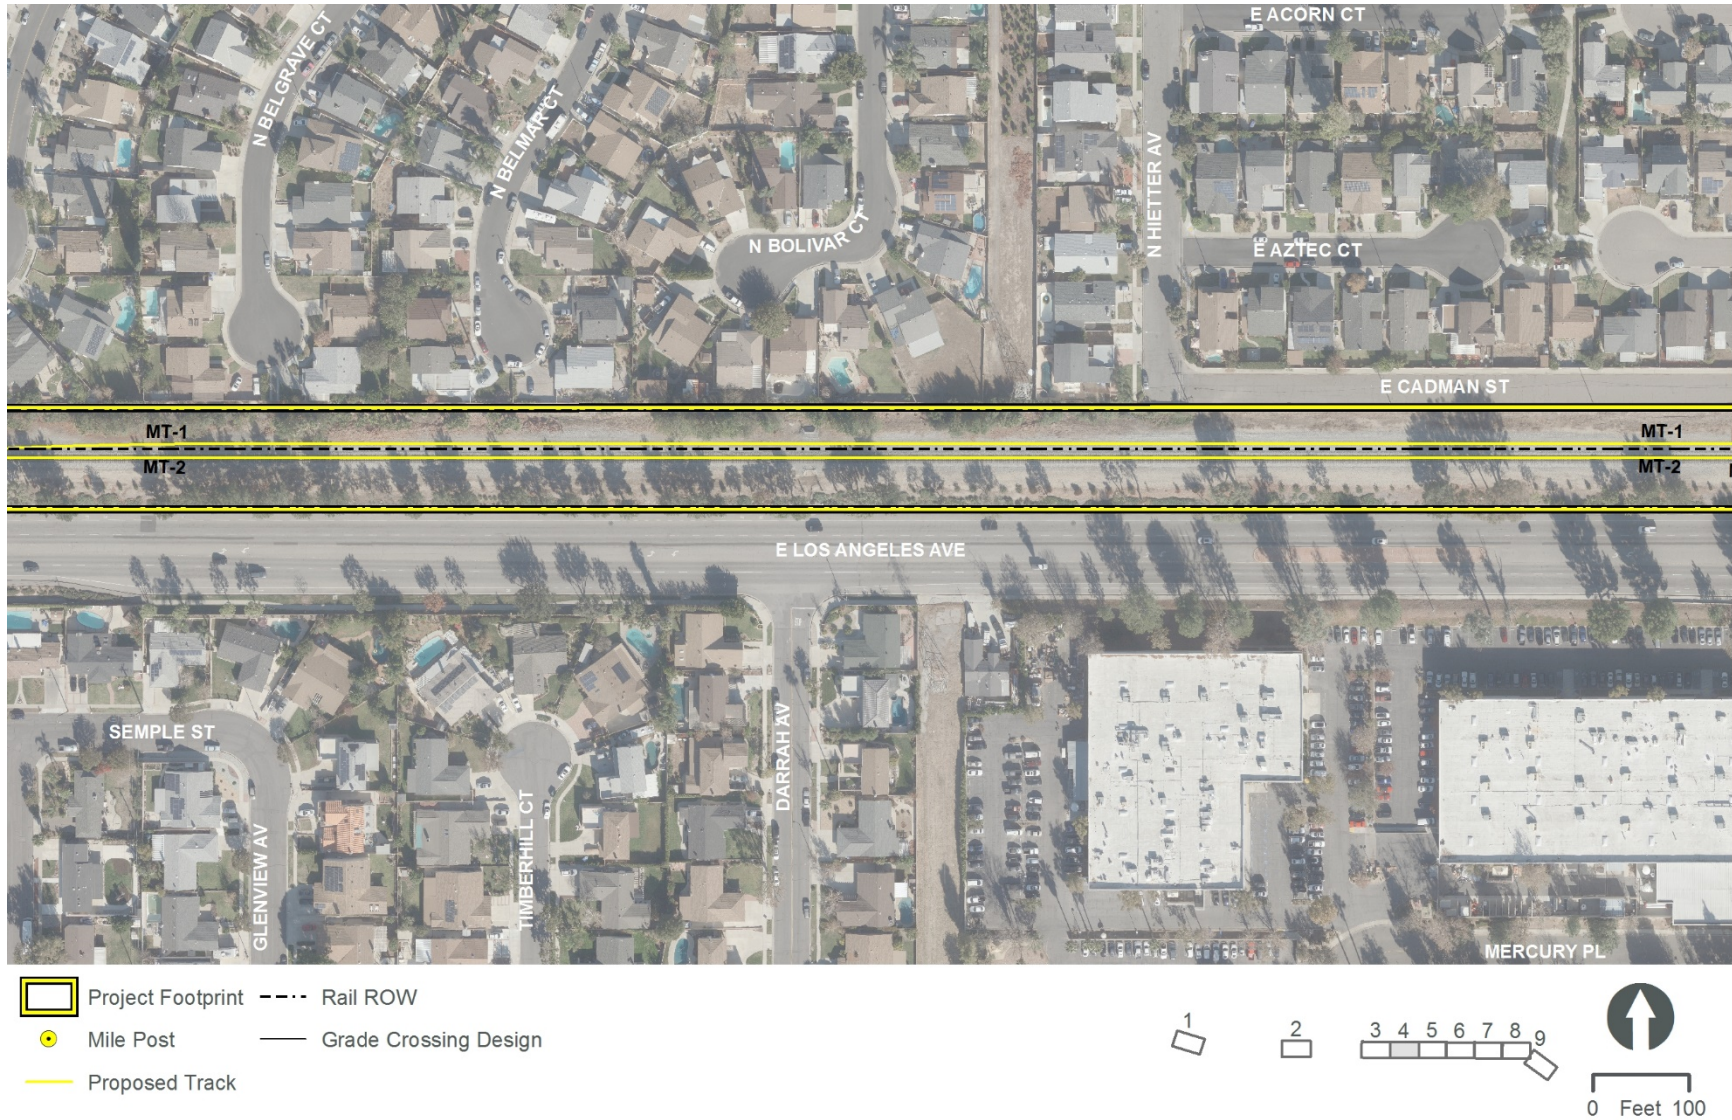 E ACORN CT
N BELGRAVE CT
N BELMAR CT
N HIETTER AV
N BOLIVAR CT
E AZTEC CT
E CADMAN ST
MT-1
MT-1
MT-2
MT-2
E LOS ANGELES AVE
SEMPLE ST
DARRAH AV
TIMBERHILL CT
GLENVIEW AV
MERCURY PL
Project Footprint
Rail ROW
Mile Post
Grade Crossing Design
Proposed Track
1
2
3 4 5 6 7 8 9
0 Feet 100